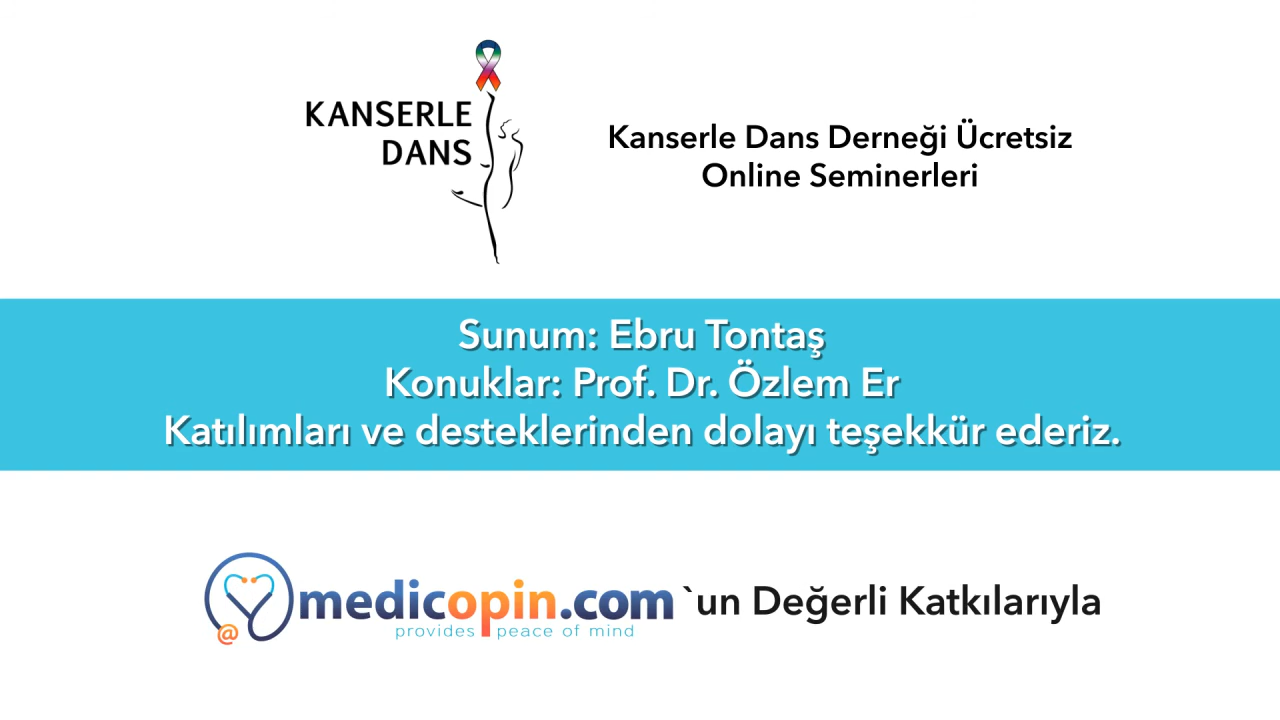 KANSERLE
DANS
Kanserle Dans Derneği Ücretsiz
Online Seminerleri
Sunum: Ebru Tontaş
Konuklar: Prof. Dr. Özlem Er
Katılımları ve desteklerinden dolayı teşekkür ederiz.
@medicopin.com `un Değerli Katkılarıyla
provides peace of mind